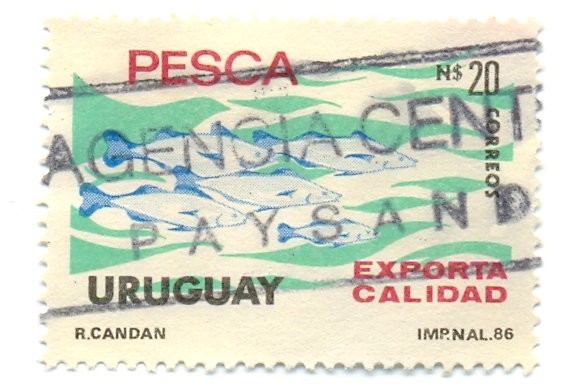 PESCA
N$ 20
CORREOS
AGENCIA CENT
PAYSAND
URUGUAY
EXPORTA
CALIDAD
R.CANDAN
IMP.NAL.86